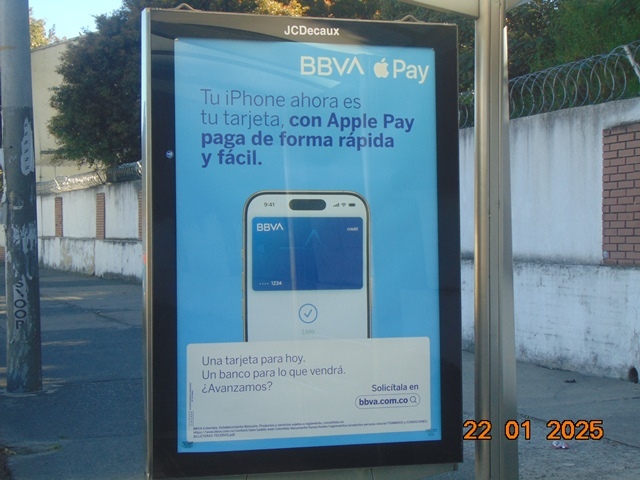 JCDecaux
BBVA Pay
Tu iPhone ahora es
tu tarjeta, con Apple Pay
paga de forma rápida
y fácil.
9:41
BBVA credit
•••• 1234
Listo
Una tarjeta para hoy.
Un banco para lo que vendrá.
¿Avanzamos?
Solicítala en
bbva.com.co
22 01 2025